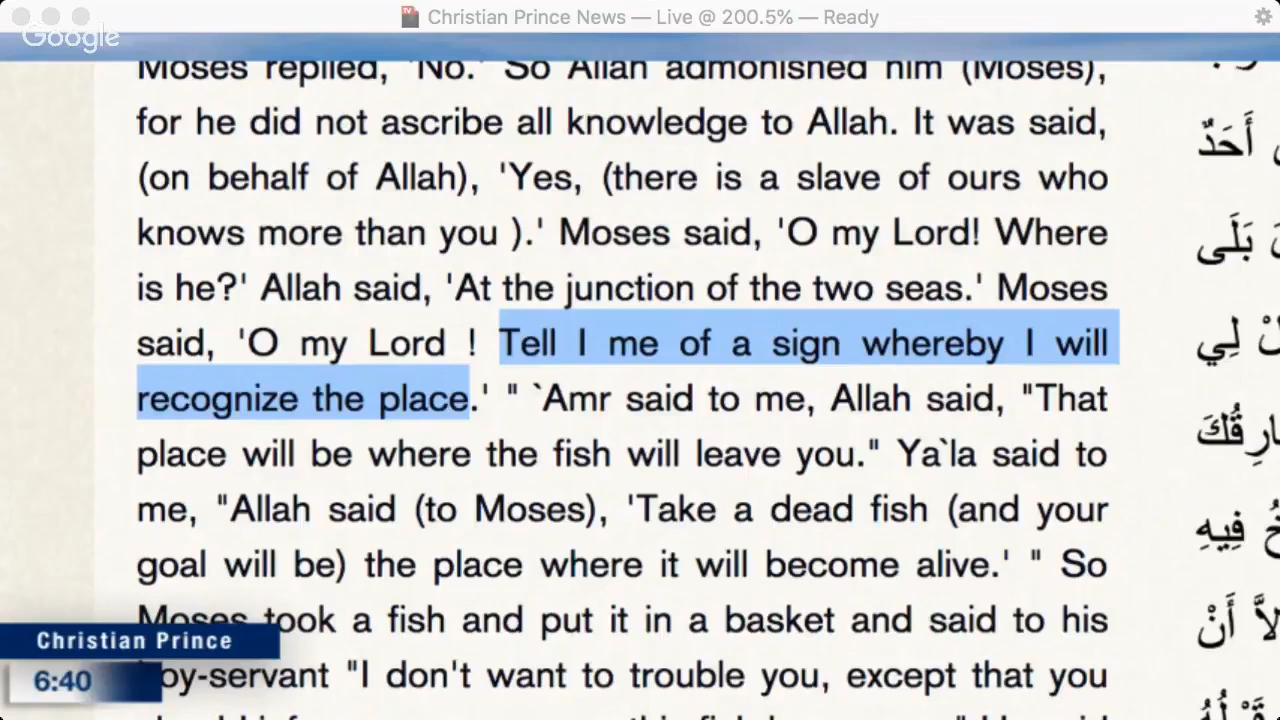 Christian Prince News — Live @ 200.5% — Ready
Google
Moses replied, 'No.' So Allah admonished him (Moses),
for he did not ascribe all knowledge to Allah. It was said,
(on behalf of Allah), 'Yes, (there is a slave of ours who
knows more than you ).' Moses said, 'O my Lord! Where
is he?' Allah said, 'At the junction of the two seas.' Moses
said, 'O my Lord ! Tell I me of a sign whereby I will
recognize the place.' " `Amr said to me, Allah said, "That
place will be where the fish will leave you." Ya`la said to
me, "Allah said (to Moses), 'Take a dead fish (and your
goal will be) the place where it will become alive.' " So
Moses took a fish and put it in a basket and said to his
boy-servant "I don't want to trouble you, except that you
أَحَدٌ
بَلَى
لِي
فِيهِ
أَنْ
Christian Prince
6:40